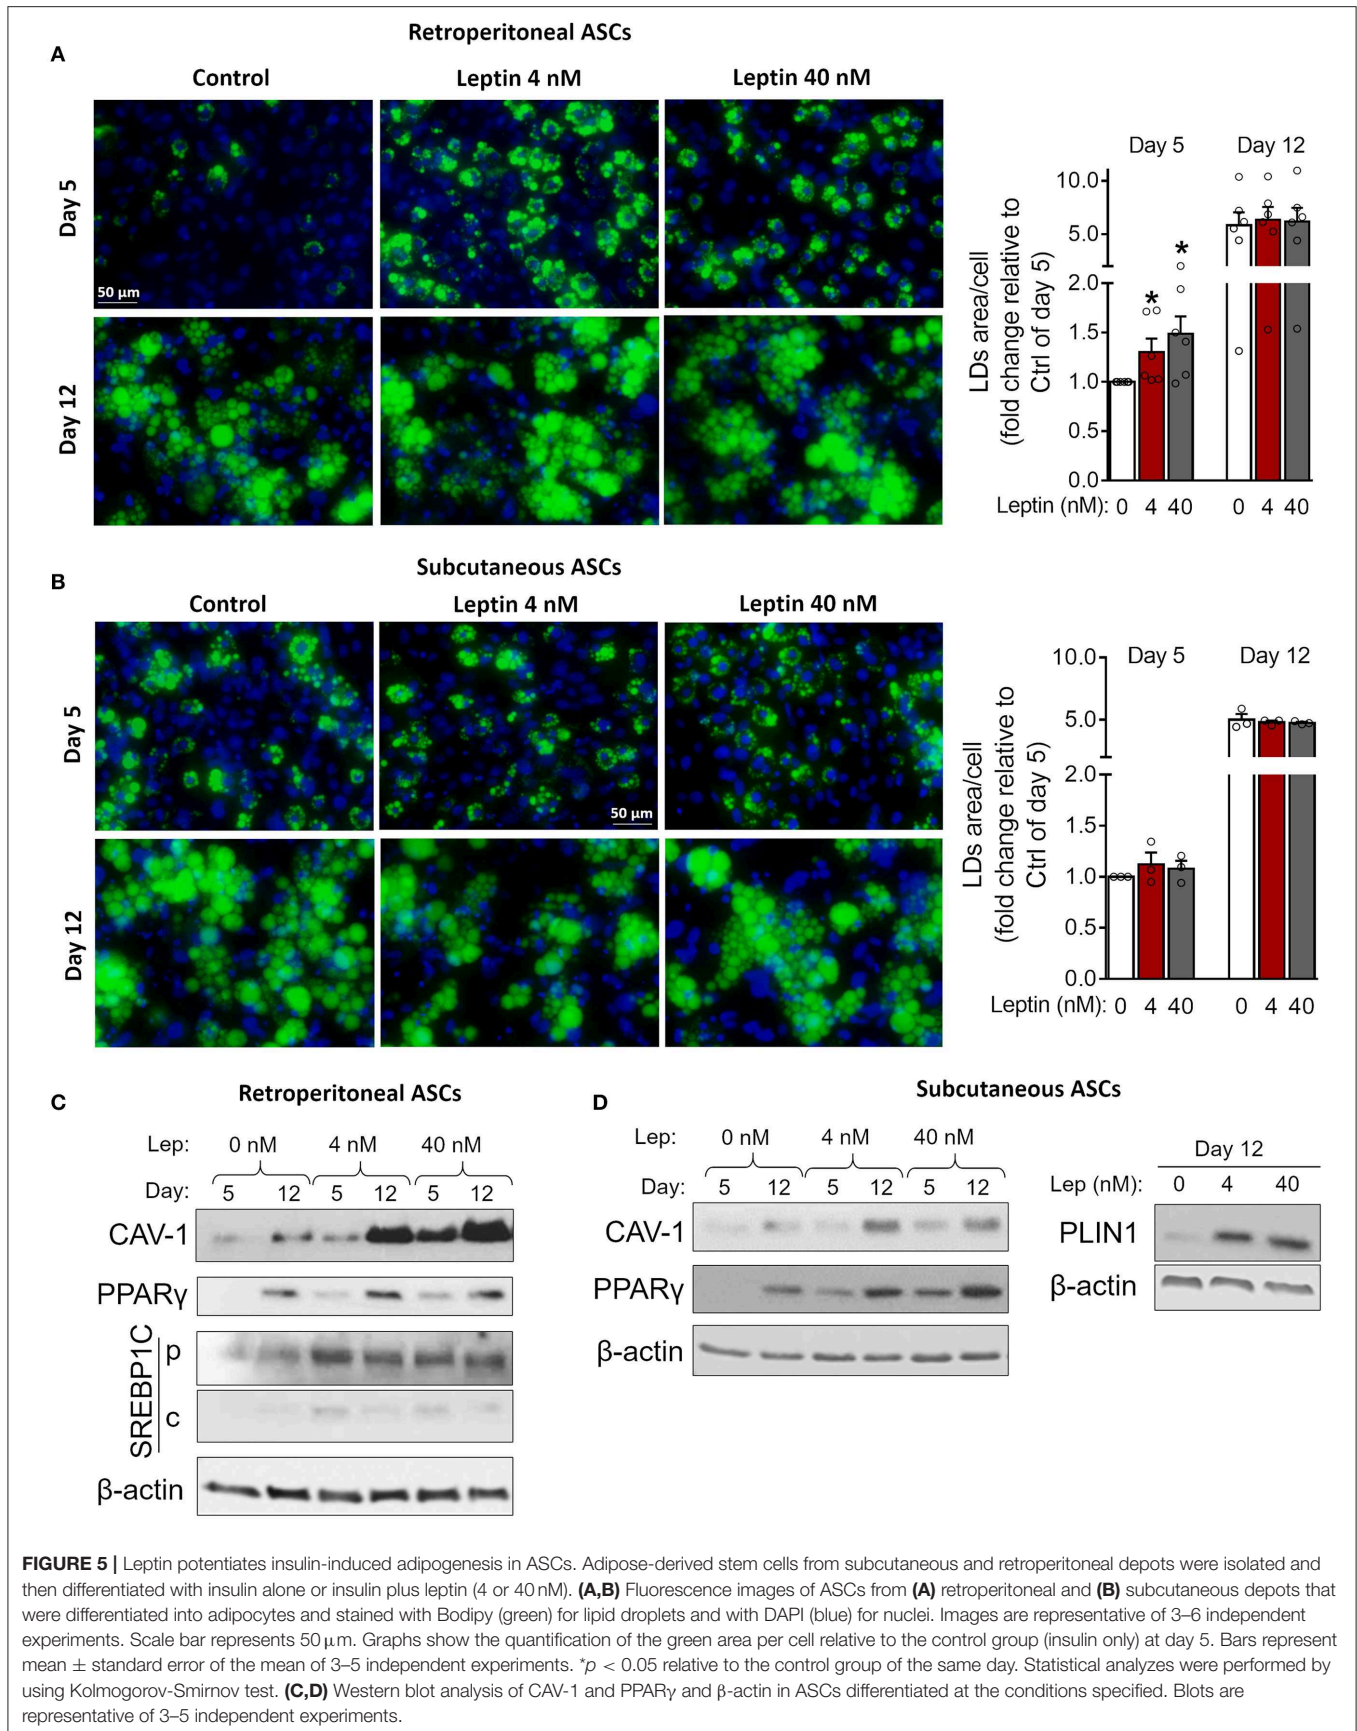 A
Retroperitoneal ASCs
Control
Leptin 4 nM
Leptin 40 nM
Day 5
50 µm
Day 12
LDs area/cell
(fold change relative to
Ctrl of day 5)
Day 5
Day 12
10.0
5.0
2.0
1.5
1.0
0.5
0.0
*
*
Leptin (nM): 0 4 40 0 4 40
B
Subcutaneous ASCs
Control
Leptin 4 nM
Leptin 40 nM
Day 5
50 µm
Day 12
LDs area/cell
(fold change relative to
Ctrl of day 5)
Day 5
Day 12
10.0
5.0
2.0
1.5
1.0
0.5
0.0
Leptin (nM): 0 4 40 0 4 40
C
Retroperitoneal ASCs
Lep: 0 nM 4 nM 40 nM
Day: 5 12 5 12 5 12
CAV-1
PPARγ
SREBP1C
p
c
β-actin
D
Subcutaneous ASCs
Lep: 0 nM 4 nM 40 nM
Day: 5 12 5 12 5 12
CAV-1
PPARγ
β-actin
Day 12
Lep (nM): 0 4 40
PLIN1
β-actin
FIGURE 5 | Leptin potentiates insulin-induced adipogenesis in ASCs. Adipose-derived stem cells from subcutaneous and retroperitoneal depots were isolated and
then differentiated with insulin alone or insulin plus leptin (4 or 40 nM). (A,B) Fluorescence images of ASCs from (A) retroperitoneal and (B) subcutaneous depots that
were differentiated into adipocytes and stained with Bodipy (green) for lipid droplets and with DAPI (blue) for nuclei. Images are representative of 3–6 independent
experiments. Scale bar represents 50 µm. Graphs show the quantification of the green area per cell relative to the control group (insulin only) at day 5. Bars represent
mean ± standard error of the mean of 3–5 independent experiments. *p < 0.05 relative to the control group of the same day. Statistical analyzes were performed by
using Kolmogorov-Smirnov test. (C,D) Western blot analysis of CAV-1 and PPARγ and β-actin in ASCs differentiated at the conditions specified. Blots are
representative of 3–5 independent experiments.